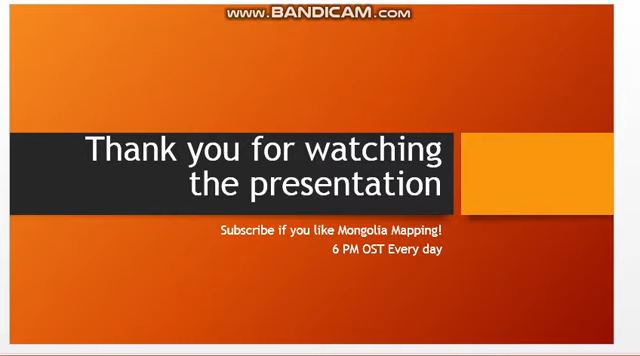 www.BANDICAM.com
Thank you for watching
the presentation
Subscribe if you like Mongolia Mapping!
6 PM OST Every day